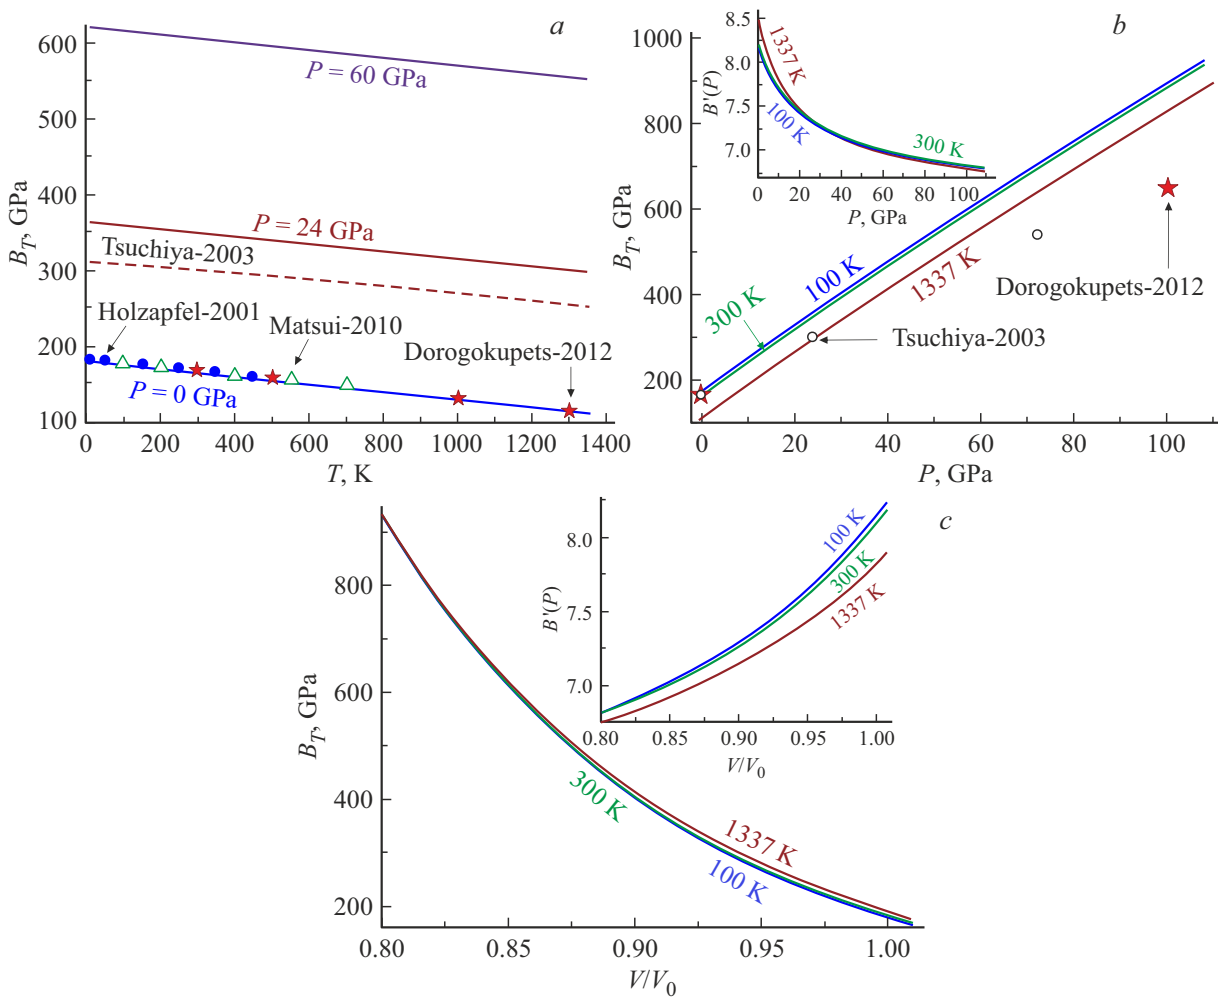 a
600
500
400
300
200
100
B_T, GPa
P = 60 GPa
P = 24 GPa
Tsuchiya-2003
Holzapfel-2001
Matsui-2010
Dorogokupets-2012
P = 0 GPa
0 200 400 600 800 1000 1200 1400
T, K
b
1000
800
600
400
200
B_T, GPa
100 K
300 K
1337 K
Dorogokupets-2012
Tsuchiya-2003
0 20 40 60 80 100
P, GPa
8.5
8.0
7.5
7.0
B'(P)
1337 K
100 K
300 K
0 20 40 60 80 100
P, GPa
c
800
600
400
200
B_T, GPa
300 K
1337 K
100 K
0.80 0.85 0.90 0.95 1.00
V/V_0
8.0
7.5
7.0
B'(P)
100 K
300 K
1337 K
0.80 0.85 0.90 0.95 1.00
V/V_0